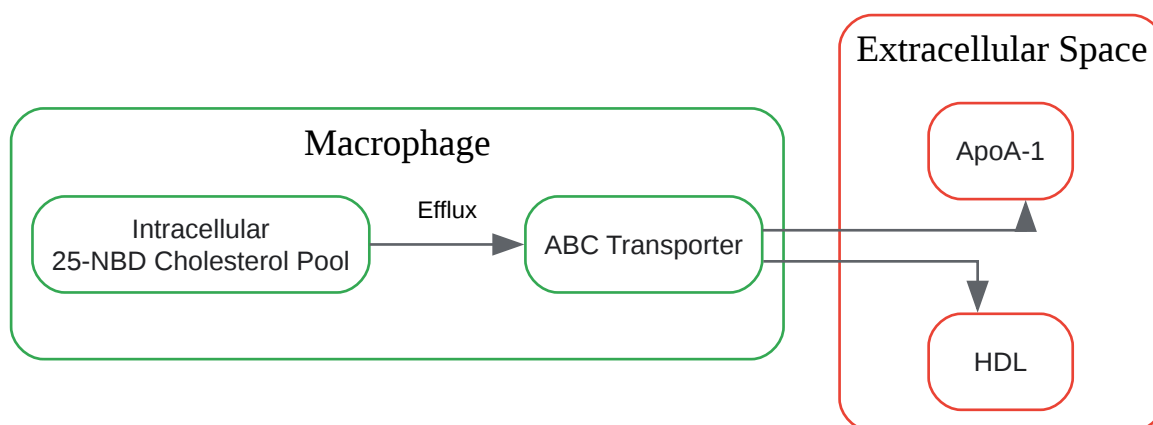 Extracellular Space
Macrophage
ApoA-1
Intracellular
25-NBD Cholesterol Pool
Efflux
ABC Transporter
HDL